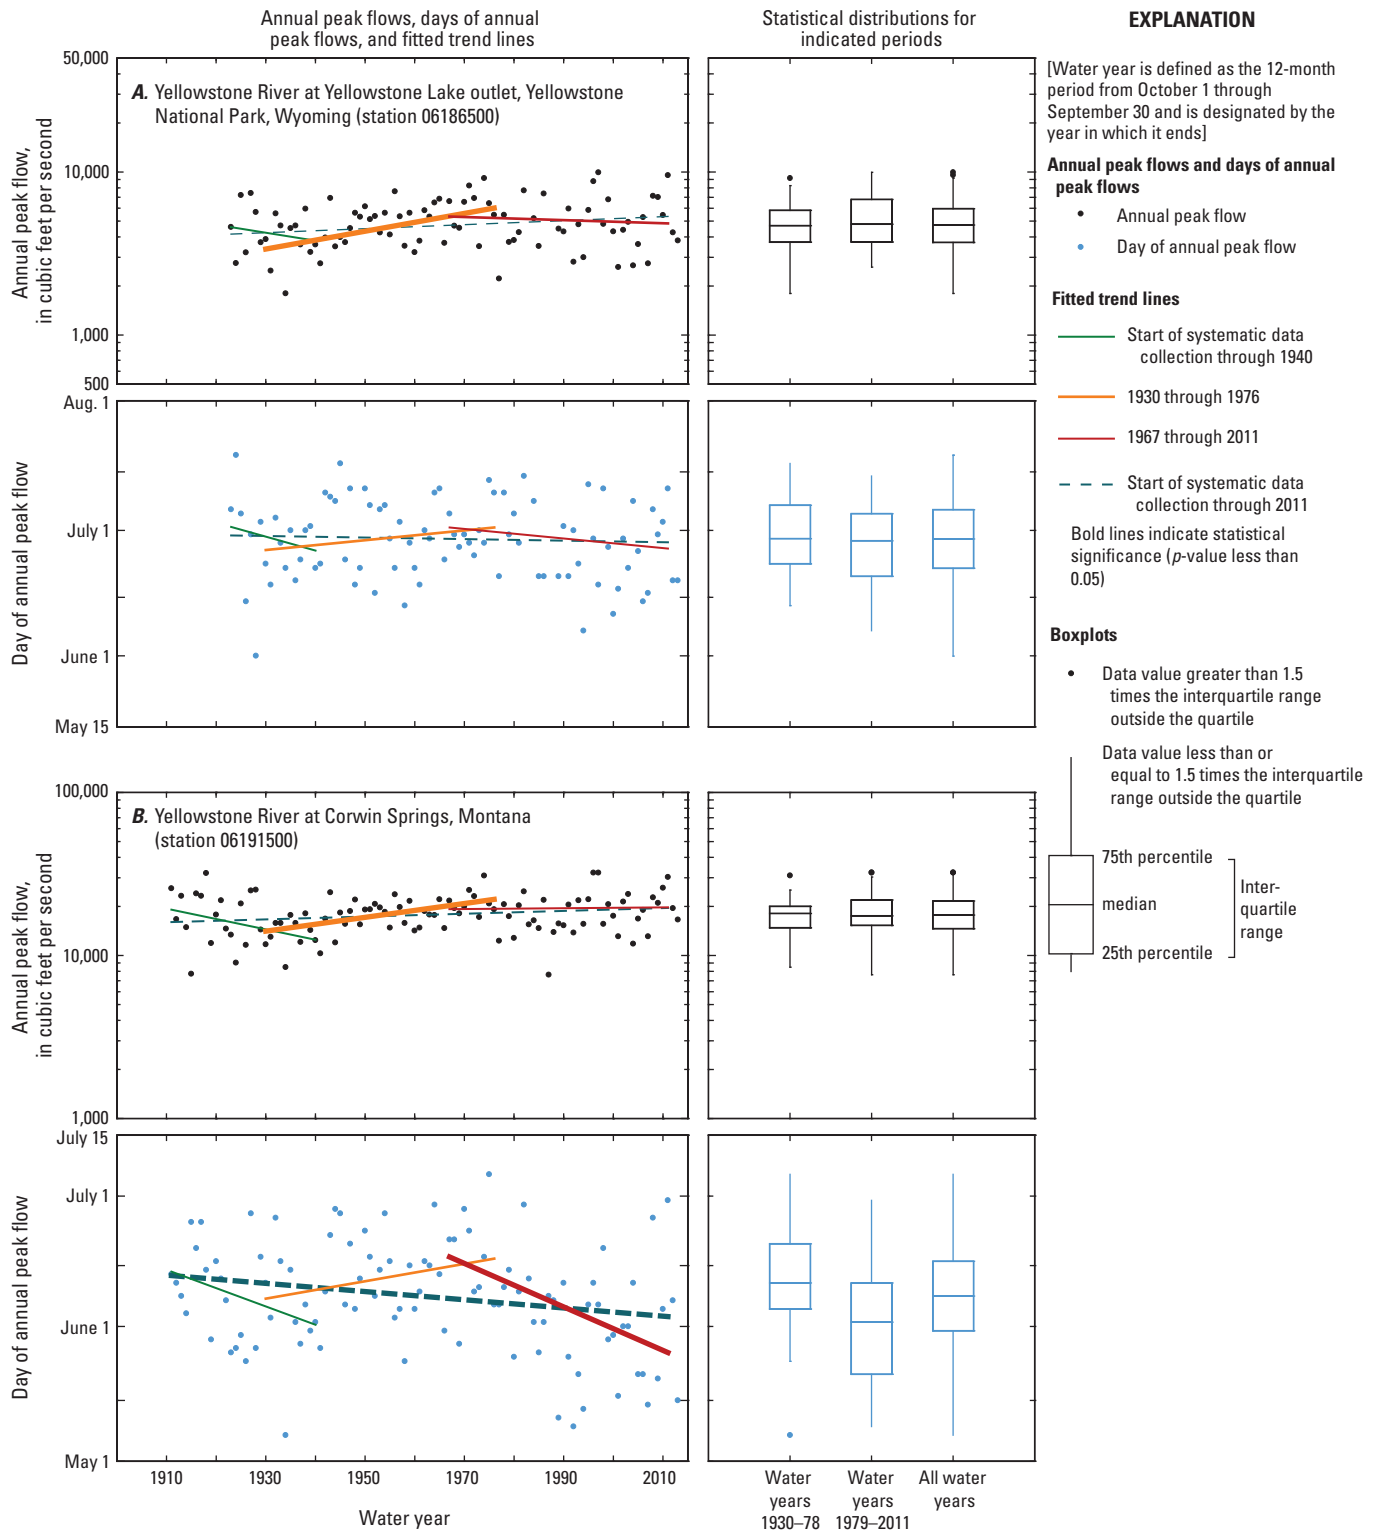 Annual peak flows, days of annual
peak flows, and fitted trend lines
Statistical distributions for
indicated periods
EXPLANATION
[Water year is defined as the 12-month
period from October 1 through
September 30 and is designated by the
year in which it ends]
Annual peak flows and days of annual
peak flows
Annual peak flow
Day of annual peak flow
Fitted trend lines
Start of systematic data
collection through 1940
1930 through 1976
1967 through 2011
Start of systematic data
collection through 2011
Bold lines indicate statistical
significance (p-value less than
0.05)
Boxplots
Data value greater than 1.5
times the interquartile range
outside the quartile
Data value less than or
equal to 1.5 times the interquartile
range outside the quartile
75th percentile
median
25th percentile
Inter-
quartile
range
A. Yellowstone River at Yellowstone Lake outlet, Yellowstone
National Park, Wyoming (station 06186500)
Annual peak flow,
in cubic feet per second
50,000
10,000
1,000
500
Day of annual peak flow
Aug. 1
July 1
June 1
May 15
B. Yellowstone River at Corwin Springs, Montana
(station 06191500)
Annual peak flow,
in cubic feet per second
100,000
10,000
1,000
Day of annual peak flow
July 15
July 1
June 1
May 1
1910 1930 1950 1970 1990 2010
Water year
Water
years
1930–78
Water
years
1979–2011
All water
years